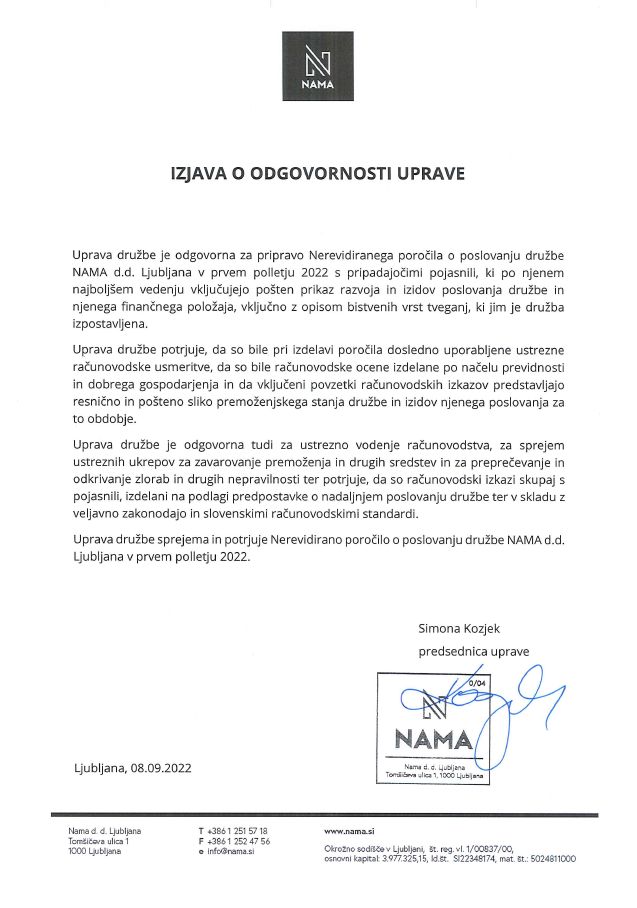 NAMA
IZJAVA O ODGOVORNOSTI UPRAVE
Uprava družbe je odgovorna za pripravo Nerevidiranega poročila o poslovanju družbe
NAMA d.d. Ljubljana v prvem polletju 2022 s pripadajočimi pojasnili, ki po njenem
najboljšem vedenju vključujejo pošten prikaz razvoja in izidov poslovanja družbe in
njenega finančnega položaja, vključno z opisom bistvenih vrst tveganj, ki jim je družba
izpostavljena.
Uprava družbe potrjuje, da so bile pri izdelavi poročila dosledno uporabljene ustrezne
računovodske usmeritve, da so bile računovodske ocene izdelane po načelu previdnosti
in dobrega gospodarjenja in da vključeni povzetki računovodskih izkazov predstavljajo
resnično in pošteno sliko premoženjskega stanja družbe in izidov njenega poslovanja za
to obdobje.
Uprava družbe je odgovorna tudi za ustrezno vodenje računovodstva, za sprejem
ustreznih ukrepov za zavarovanje premoženja in drugih sredstev in za preprečevanje in
odkrivanje zlorab in drugih nepravilnosti ter potrjuje, da so računovodski izkazi skupaj s
pojasnili, izdelani na podlagi predpostavke o nadaljnjem poslovanju družbe ter v skladu z
veljavno zakonodajo in slovenskimi računovodskimi standardi.
Uprava družbe sprejema in potrjuje Nerevidirano poročilo o poslovanju družbe NAMA d.d.
Ljubljana v prvem polletju 2022.
Simona Kozjek
predsednica uprave
0/04
NAMA
Nama d. d. Ljubljana
Tomšičeva ulica 1, 1000 Ljubljana
Ljubljana, 08.09.2022
Nama d. d. Ljubljana
Tomšičeva ulica 1
1000 Ljubljana
T +386 1 251 57 18
F +386 1 252 47 56
e info@nama.si
www.nama.si
Okrožno sodišče v Ljubljani, št. reg. vl. 1/00837/00,
osnovni kapital: 3.977.325,15, Id.št. SI22348174, mat. št.: 5024811000